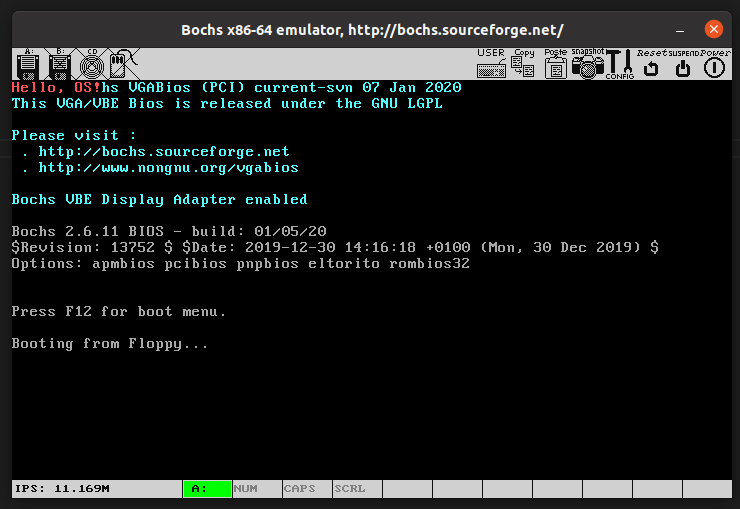 Bochs x86-64 emulator, http://bochs.sourceforge.net/
A: B: CD USER Copy Paste snapshot CONFIG Reset SUSPEND Power
Hello, OS!hs VGABios (PCI) current-svn 07 Jan 2020
This VGA/VBE Bios is released under the GNU LGPL
Please visit :
. http://bochs.sourceforge.net
. http://www.nongnu.org/vgabios
Bochs VBE Display Adapter enabled
Bochs 2.6.11 BIOS - build: 01/05/20
$Revision: 13752 $ $Date: 2019-12-30 14:16:18 +0100 (Mon, 30 Dec 2019) $
Options: apmbios pcibios pnpbios eltorito rombios32
Press F12 for boot menu.
Booting from Floppy...
IPS: 11.169M A: NUM CAPS SCRL